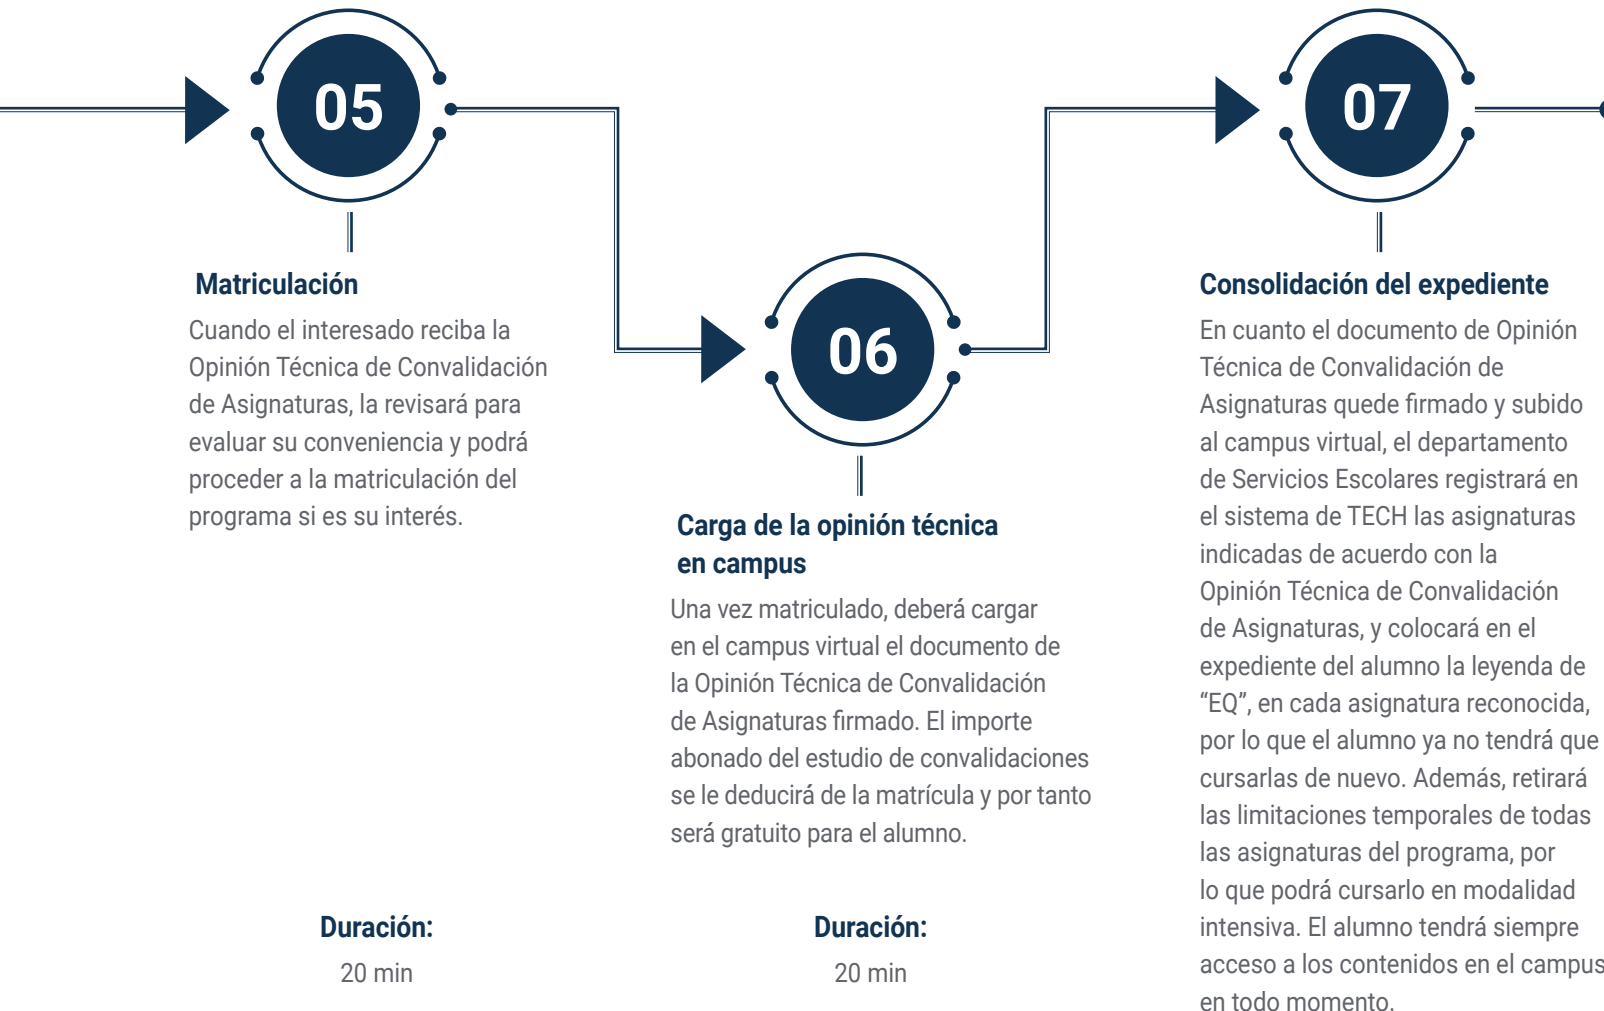 05
Matriculación
Cuando el interesado reciba la
Opinión Técnica de Convalidación
de Asignaturas, la revisará para
evaluar su conveniencia y podrá
proceder a la matriculación del
programa si es su interés.
Duración:
20 min
06
Carga de la opinión técnica
en campus
Una vez matriculado, deberá cargar
en el campus virtual el documento de
la Opinión Técnica de Convalidación
de Asignaturas firmado. El importe
abonado del estudio de convalidaciones
se le deducirá de la matrícula y por tanto
será gratuito para el alumno.
Duración:
20 min
07
Consolidación del expediente
En cuanto el documento de Opinión
Técnica de Convalidación de
Asignaturas quede firmado y subido
al campus virtual, el departamento
de Servicios Escolares registrará en
el sistema de TECH las asignaturas
indicadas de acuerdo con la
Opinión Técnica de Convalidación
de Asignaturas, y colocará en el
expediente del alumno la leyenda de
“EQ”, en cada asignatura reconocida,
por lo que el alumno ya no tendrá que
cursarlas de nuevo. Además, retirará
las limitaciones temporales de todas
las asignaturas del programa, por
lo que podrá cursarlo en modalidad
intensiva. El alumno tendrá siempre
acceso a los contenidos en el campus
en todo momento.